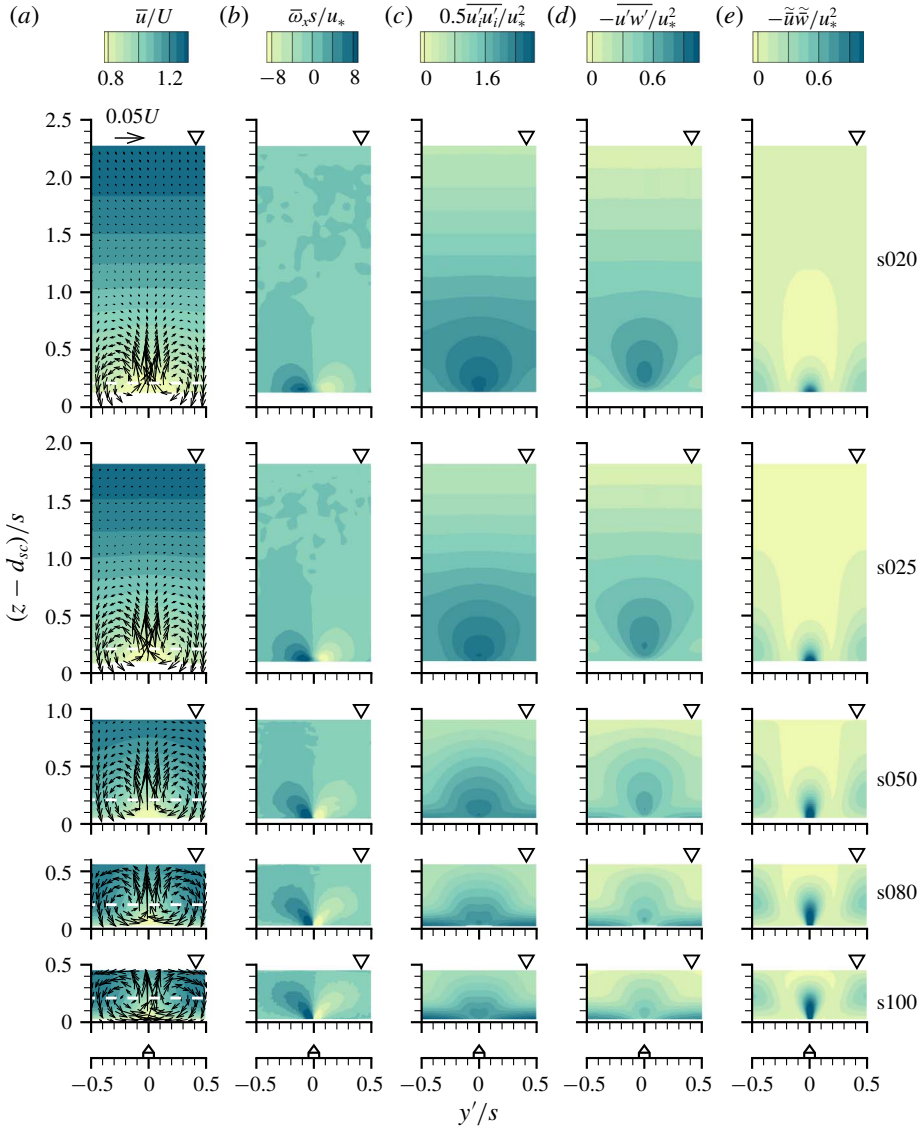 (a) u̅/U (b) ω̅ₓs/u* (c) 0.5u′ᵢu′ᵢ/u*² (d) −u′w′/u*² (e) −ũw̃/u*²
0.8 1.2 −8 0 8 0 1.6 0 0.6 0 0.6
2.5 0.05U
2.0
1.5
s020
1.0
0.5
0
2.0
1.5
1.0
s025
0.5
0
(z − d_sc)/s
1.0
0.5 s050
0
0.5
s080
0
0.5
s100
0
−0.5 0 0.5 −0.5 0 0.5 −0.5 0 0.5 −0.5 0 0.5 −0.5 0 0.5
y′/s